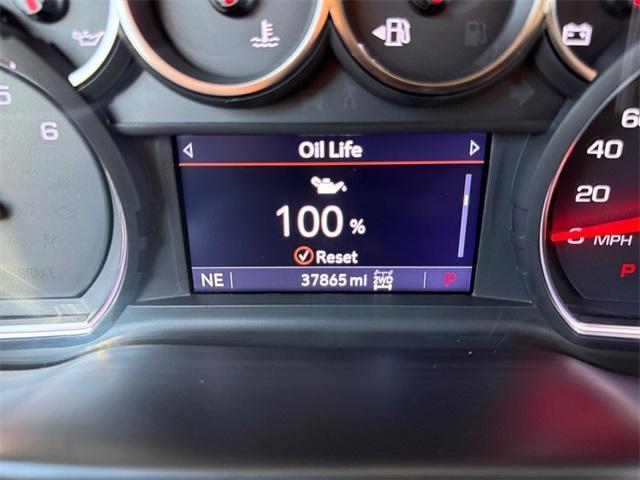 5
6
BRAKE
Oil Life
100 %
Reset
NE 37865 mi 2WD P
60
40
20
0 MPH
P